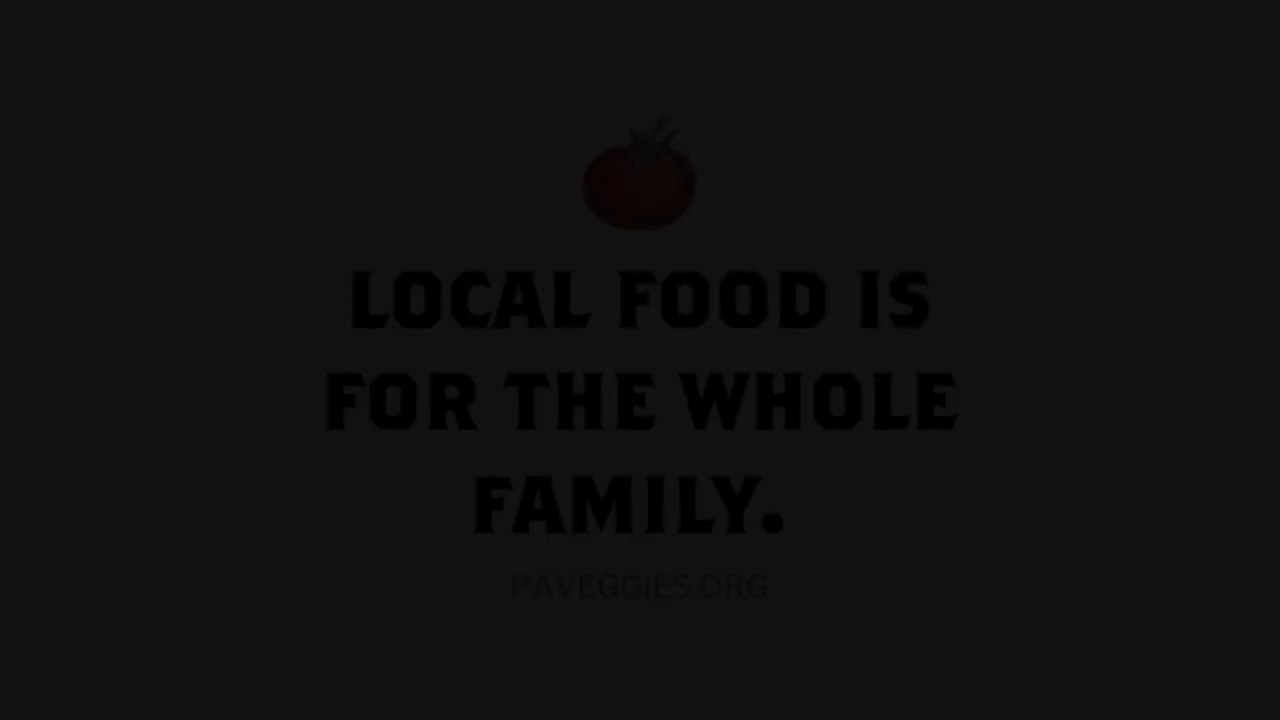 LOCAL FOOD IS
FOR THE WHOLE
FAMILY.
PAVEGGIES.ORG